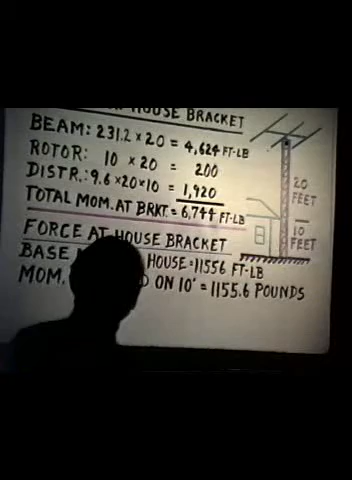 HOUSE BRACKET
BEAM: 231.2 × 20 = 4,624 FT-LB
ROTOR: 10 × 20 = 200
DISTR.: 9.6 × 20 × 10 = 1,920
TOTAL MOM. AT BRKT. = 6,744 FT-LB
FORCE AT HOUSE BRACKET
BASE HOUSE = 11556 FT-LB
MOM. ON 10' = 1155.6 POUNDS
20
FEET
10
FEET